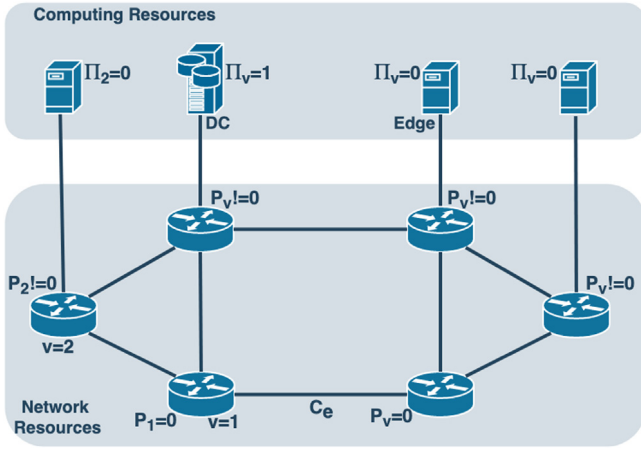 Computing Resources
Π₂=0
Πᵥ=1
Πᵥ=0
Πᵥ=0
DC
Edge
Pᵥ!=0
Pᵥ!=0
P₂!=0
Pᵥ!=0
v=2
Network
Resources
P₁=0
v=1
Cₑ
Pᵥ=0